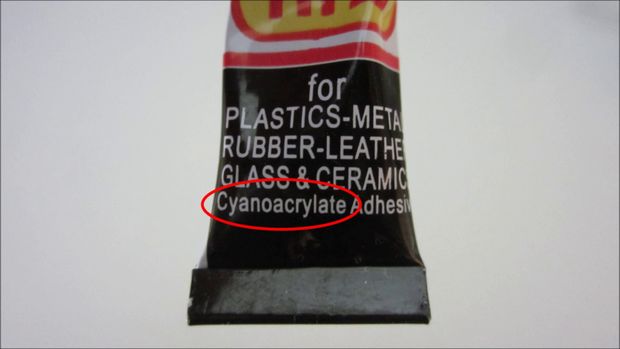 for
PLASTICS-META
RUBBER-LEATHE
GLASS & CERAMIC
Cyanoacrylate Adhesiv